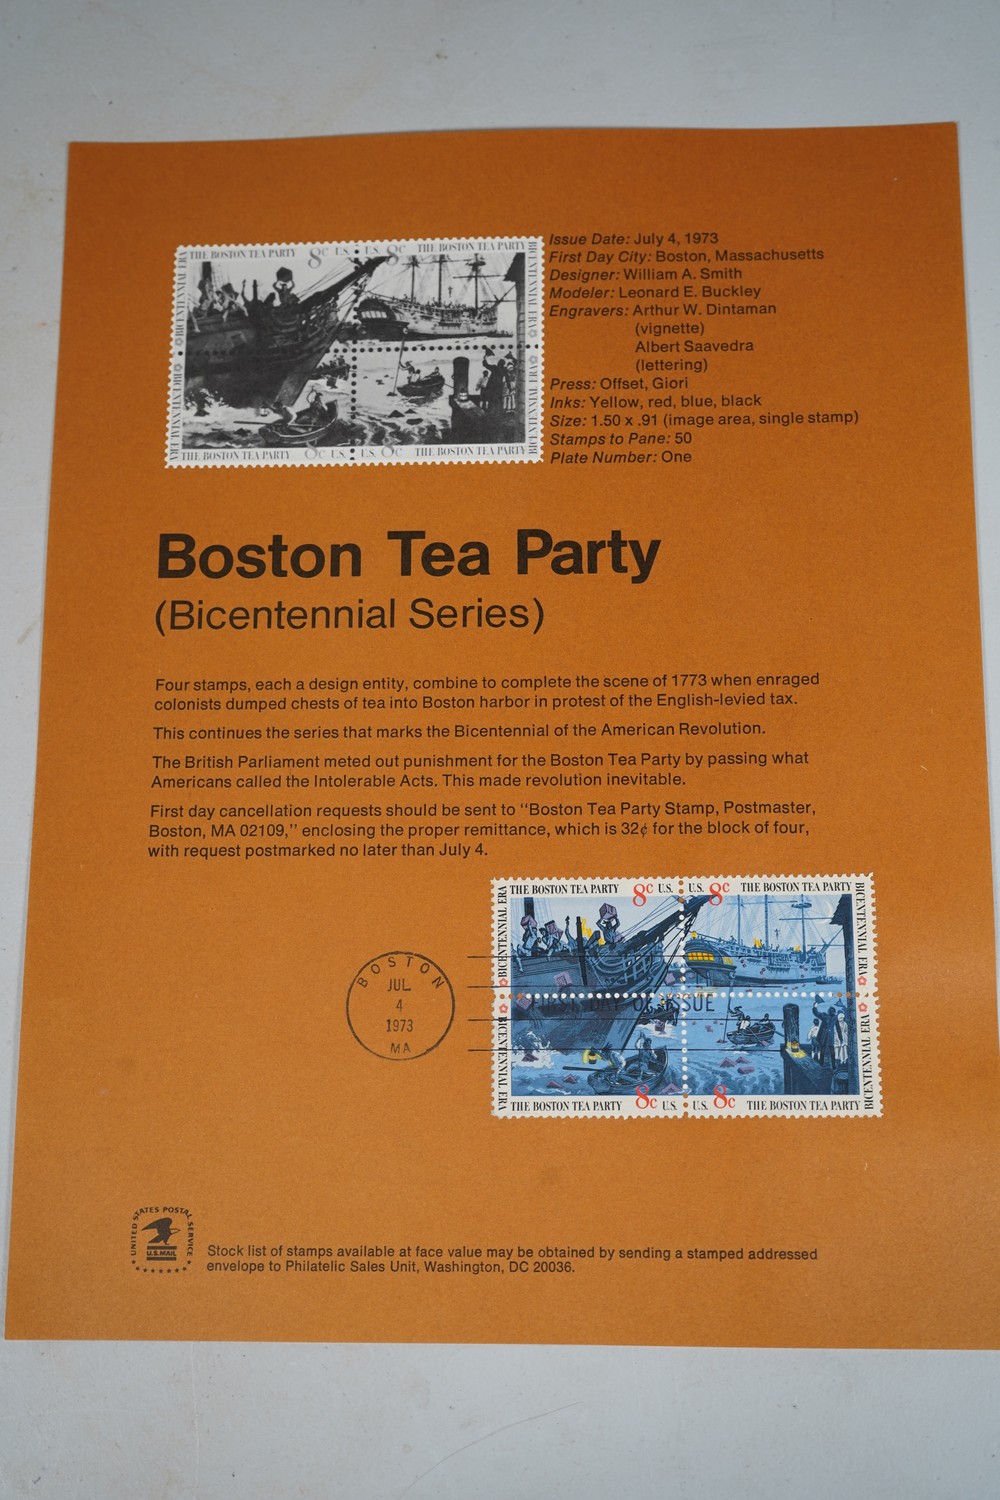 THE BOSTON TEA PARTY 8c U.S.
U.S. 8c THE BOSTON TEA PARTY
BICENTENNIAL ERA
BICENTENNIAL ERA
BICENTENNIAL ERA
BICENTENNIAL ERA
THE BOSTON TEA PARTY 8c U.S.
U.S. 8c THE BOSTON TEA PARTY
Issue Date: July 4, 1973
First Day City: Boston, Massachusetts
Designer: William A. Smith
Modeler: Leonard E. Buckley
Engravers: Arthur W. Dintaman
(vignette)
Albert Saavedra
(lettering)
Press: Offset, Giori
Inks: Yellow, red, blue, black
Size: 1.50 x .91 (image area, single stamp)
Stamps to Pane: 50
Plate Number: One
Boston Tea Party
(Bicentennial Series)
Four stamps, each a design entity, combine to complete the scene of 1773 when enraged
colonists dumped chests of tea into Boston harbor in protest of the English-levied tax.
This continues the series that marks the Bicentennial of the American Revolution.
The British Parliament meted out punishment for the Boston Tea Party by passing what
Americans called the Intolerable Acts. This made revolution inevitable.
First day cancellation requests should be sent to "Boston Tea Party Stamp, Postmaster,
Boston, MA 02109," enclosing the proper remittance, which is 32¢ for the block of four,
with request postmarked no later than July 4.
THE BOSTON TEA PARTY 8c U.S.
U.S. 8c THE BOSTON TEA PARTY
BICENTENNIAL ERA
BICENTENNIAL ERA
BOSTON
JUL
4
1973
MA
FIRST DAY OF ISSUE
BICENTENNIAL ERA
BICENTENNIAL ERA
THE BOSTON TEA PARTY 8c U.S.
U.S. 8c THE BOSTON TEA PARTY
UNITED STATES POSTAL SERVICE
U.S.MAIL
Stock list of stamps available at face value may be obtained by sending a stamped addressed
envelope to Philatelic Sales Unit, Washington, DC 20036.